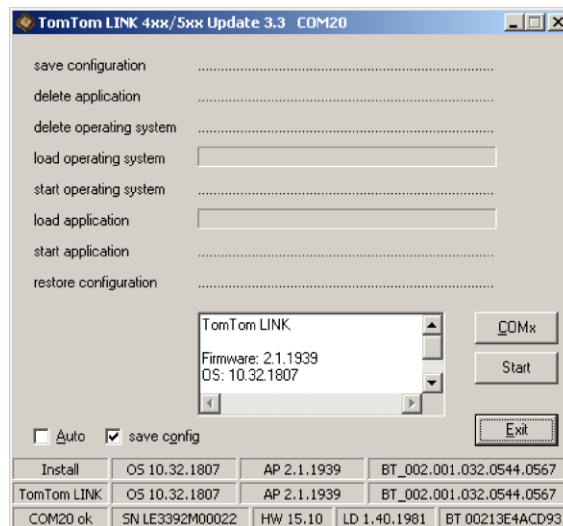 TomTom LINK 4xx/5xx Update 3.3 COM20
save configuration
delete application
delete operating system
load operating system
start operating system
load application
start application
restore configuration
TomTom LINK
Firmware: 2.1.1939
OS: 10.32.1807
COMx
Start
Exit
Auto save config
Install OS 10.32.1807 AP 2.1.1939 BT_002.001.032.0544.0567
TomTom LINK OS 10.32.1807 AP 2.1.1939 BT_002.001.032.0544.0567
COM20 ok SN LE3392M00022 HW 15.10 LD 1.40.1981 BT 00213E4ACD93